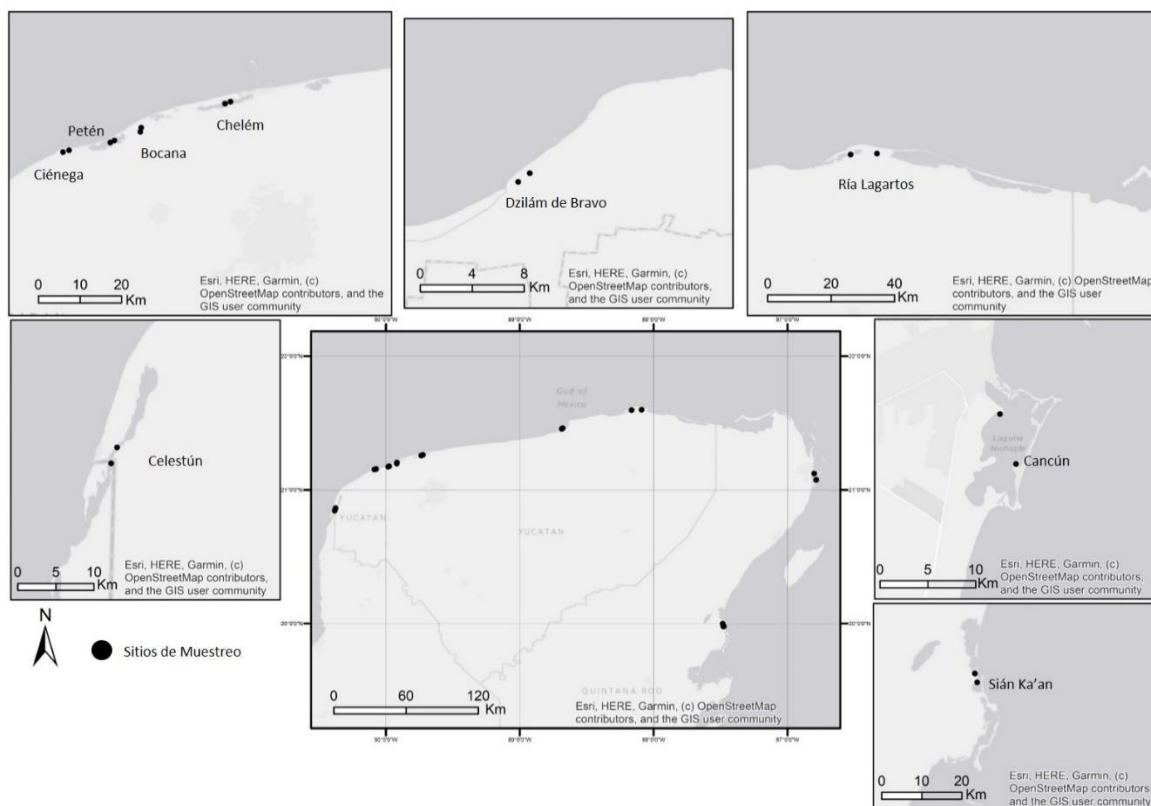 Petén
Chelém
Bocana
Ciénega
0 10 20
Km
Esri, HERE, Garmin, (c)
OpenStreetMap contributors, and the
GIS user community
Dzilám de Bravo
0 4 8
Km
Esri, HERE, Garmin, (c)
OpenStreetMap contributors,
and the GIS user community
Ría Lagartos
0 20 40
Km
Esri, HERE, Garmin, (c) OpenStreetMap
contributors, and the GIS user
community
Celestún
0 5 10
Km
Esri, HERE, Garmin, (c)
OpenStreetMap contributors,
and the GIS user community
N
Sitios de Muestreo
Gulf of
Mexico
YUCATAN
YUCATAN
QUINTANA ROO
0 60 120
Km
Esri, HERE, Garmin, (c) OpenStreetMap
contributors, and the GIS user community
Laguna
Nichupté
Cancún
0 5 10
Km
Esri, HERE, Garmin, (c)
OpenStreetMap contributors,
and the GIS user community
Sián Ka'an
0 10 20
Km
Esri, HERE, Garmin, (c)
OpenStreetMap contributors,
and the GIS user community